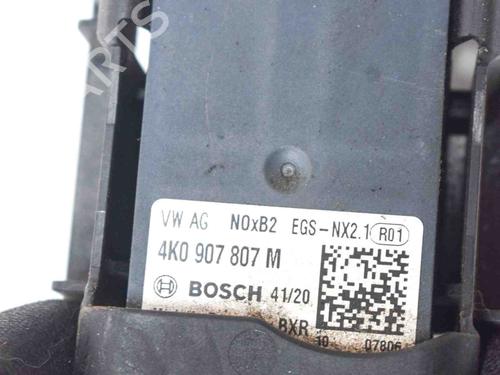 VW AG NOxB2 EGS-NX2.1 R01
4K0 907 807 M
BOSCH 41/20
BXR 10 07806